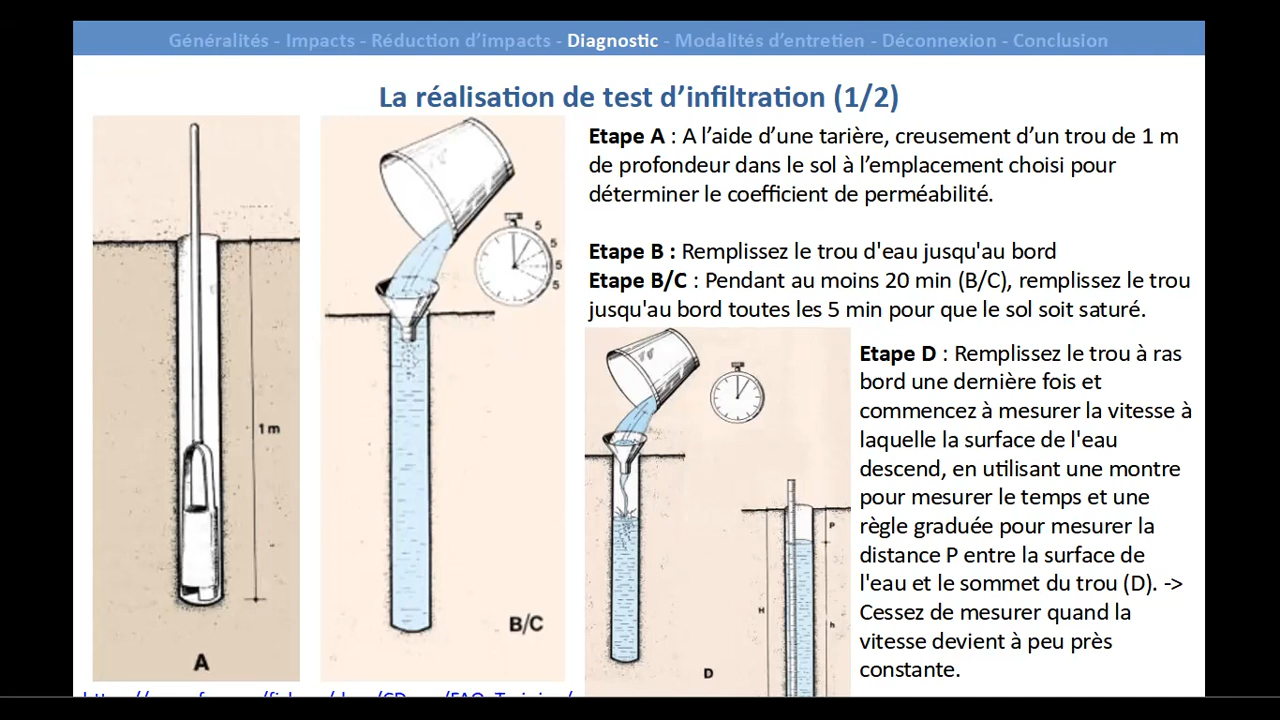 Généralités - Impacts - Réduction d'impacts - Diagnostic - Modalités d'entretien - Déconnexion - Conclusion
La réalisation de test d'infiltration (1/2)
Etape A : A l'aide d'une tarière, creusement d'un trou de 1 m
de profondeur dans le sol à l'emplacement choisi pour
déterminer le coefficient de perméabilité.
Etape B : Remplissez le trou d'eau jusqu'au bord
Etape B/C : Pendant au moins 20 min (B/C), remplissez le trou
jusqu'au bord toutes les 5 min pour que le sol soit saturé.
Etape D : Remplissez le trou à ras
bord une dernière fois et
commencez à mesurer la vitesse à
laquelle la surface de l'eau
descend, en utilisant une montre
pour mesurer le temps et une
règle graduée pour mesurer la
distance P entre la surface de
l'eau et le sommet du trou (D). ->
Cessez de mesurer quand la
vitesse devient à peu près
constante.
1 m
A
5
5
5
5
B/C
P
H
h
D